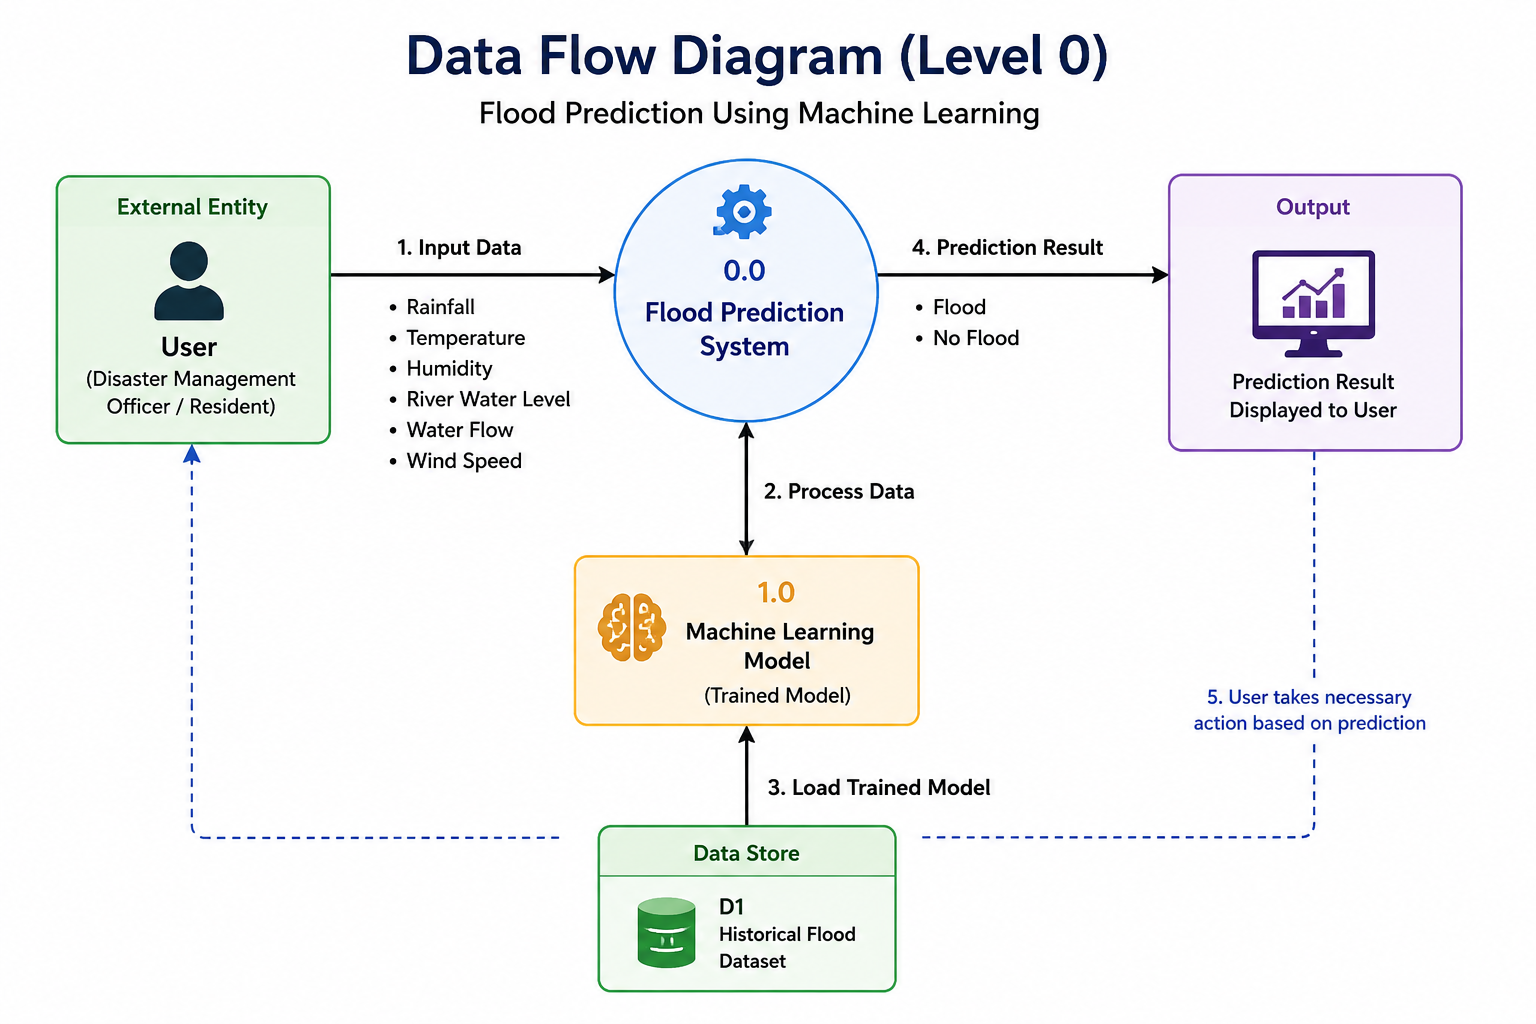 Data Flow Diagram (Level 0)
Flood Prediction Using Machine Learning
External Entity
User
(Disaster Management
Officer / Resident)
1. Input Data
• Rainfall
• Temperature
• Humidity
• River Water Level
• Water Flow
• Wind Speed
0.0
Flood Prediction
System
4. Prediction Result
• Flood
• No Flood
Output
Prediction Result
Displayed to User
2. Process Data
1.0
Machine Learning
Model
(Trained Model)
5. User takes necessary
action based on prediction
3. Load Trained Model
Data Store
D1
Historical Flood
Dataset